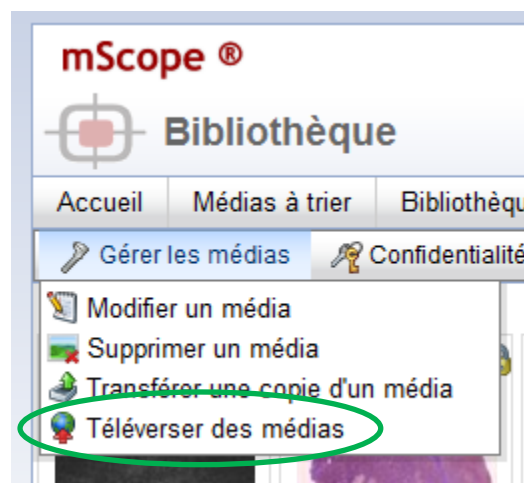 mScope ®
Bibliothèque
Accueil Médias à trier Bibliothèqu
Gérer les médias Confidentialité
Modifier un média
Supprimer un média
Transférer une copie d'un média
Téléverser des médias